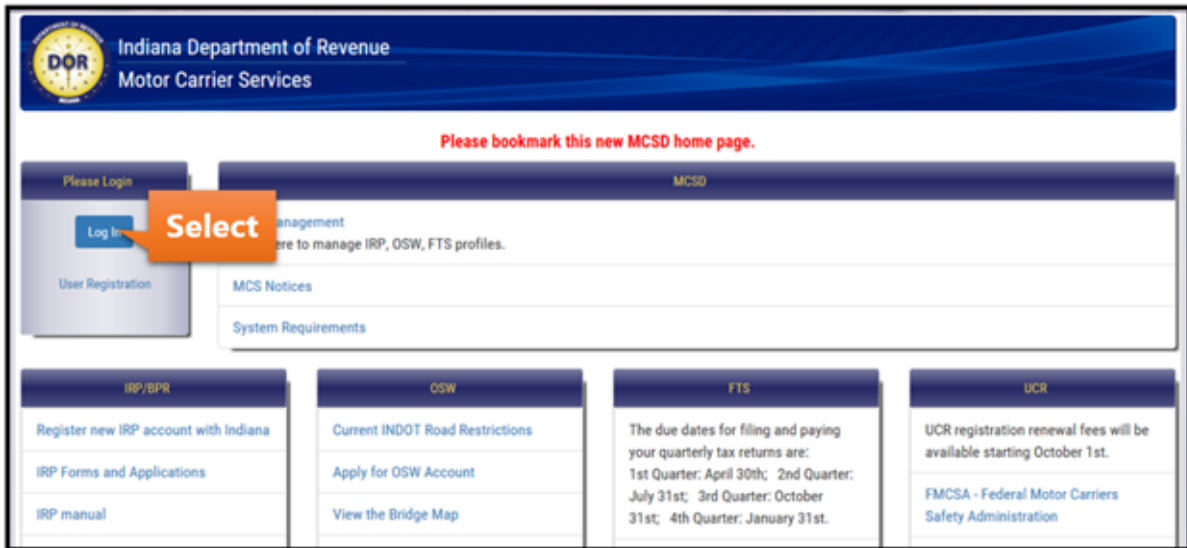 DEPARTMENT OF REVENUE
DOR
INDIANA
Indiana Department of Revenue
Motor Carrier Services
Please bookmark this new MCSD home page.
Please Login
Log In
Select
User Registration
MCSD
anagement
ere to manage IRP, OSW, FTS profiles.
MCS Notices
System Requirements
IRP/BPR
Register new IRP account with Indiana
IRP Forms and Applications
IRP manual
OSW
Current INDOT Road Restrictions
Apply for OSW Account
View the Bridge Map
FTS
The due dates for filing and paying
your quarterly tax returns are:
1st Quarter: April 30th; 2nd Quarter:
July 31st; 3rd Quarter: October
31st; 4th Quarter: January 31st.
UCR
UCR registration renewal fees will be
available starting October 1st.
FMCSA - Federal Motor Carriers
Safety Administration